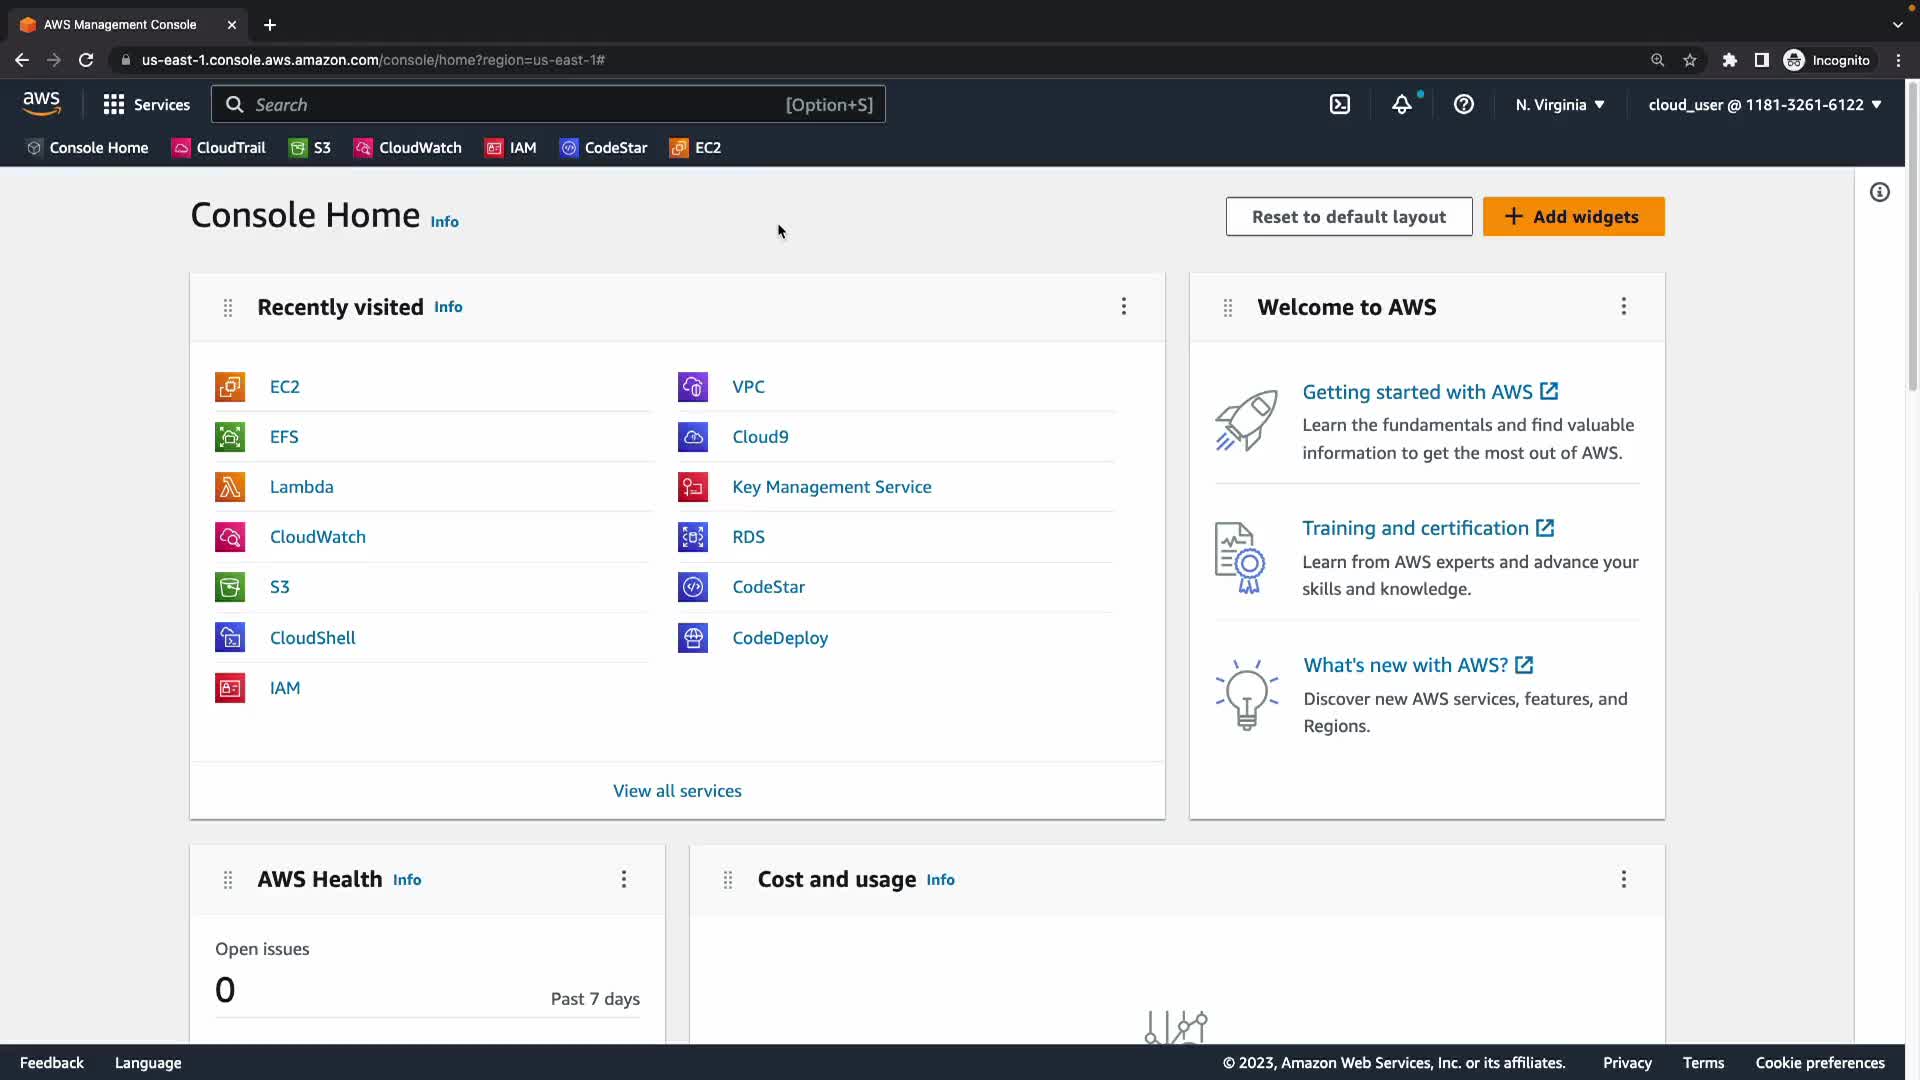 AWS Management Console
us-east-1.console.aws.amazon.com/console/home?region=us-east-1#
Incognito
aws
Services
Search
[Option+S]
N. Virginia
cloud_user @ 1181-3261-6122
Console Home
CloudTrail
S3
CloudWatch
IAM
CodeStar
EC2
Console Home Info
Reset to default layout
Add widgets
Recently visited Info
EC2
EFS
Lambda
CloudWatch
S3
CloudShell
IAM
VPC
Cloud9
Key Management Service
RDS
CodeStar
CodeDeploy
View all services
Welcome to AWS
Getting started with AWS
Learn the fundamentals and find valuable
information to get the most out of AWS.
Training and certification
Learn from AWS experts and advance your
skills and knowledge.
What's new with AWS?
Discover new AWS services, features, and
Regions.
AWS Health Info
Open issues
0
Past 7 days
Cost and usage Info
Feedback
Language
© 2023, Amazon Web Services, Inc. or its affiliates.
Privacy
Terms
Cookie preferences